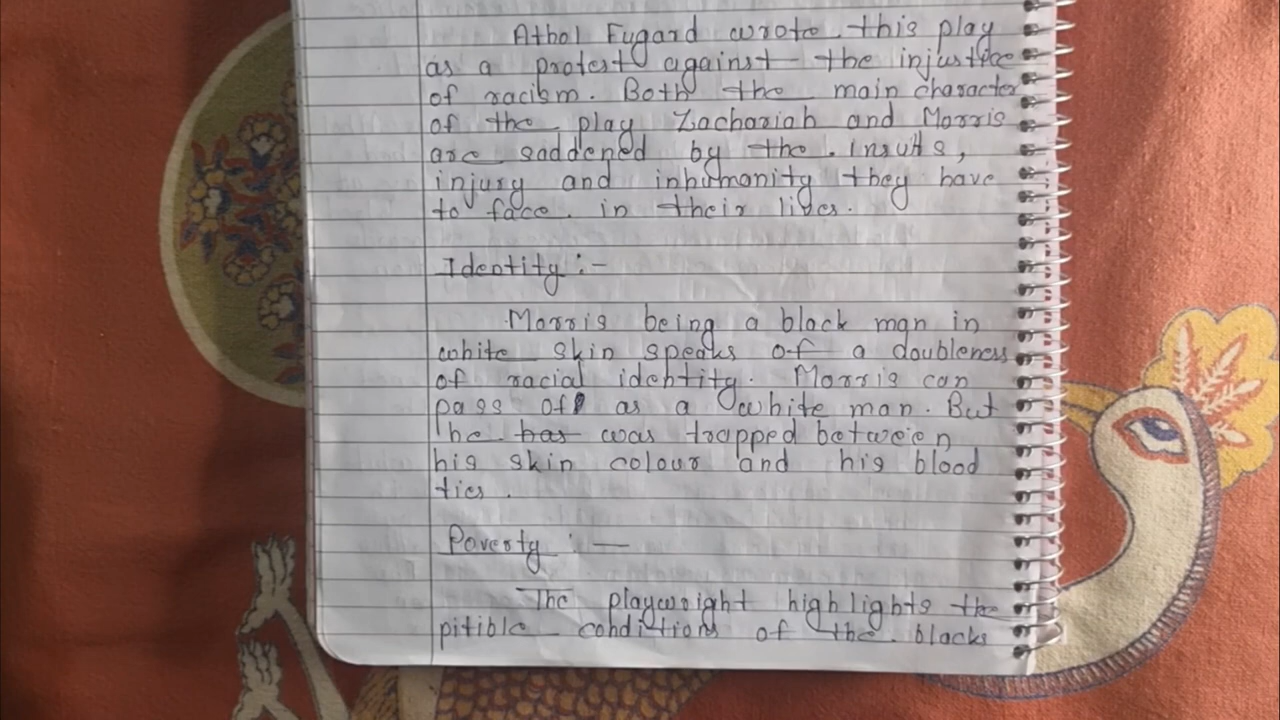 Athol Fugard wrote this play
as a protest against the injustice
of racism. Both the main character
of the play Zachariah and Morris
are saddened by the insults,
injury and inhumanity they have
to face in their lives.
Identity :-
Morris being a black man in
white skin speaks of a doubleness
of racial identity. Morris can
pass of as a white man. But
he has was trapped between
his skin colour and his blood
ties.
Poverty : —
The playwright highlights the
pitible conditions of the blacks